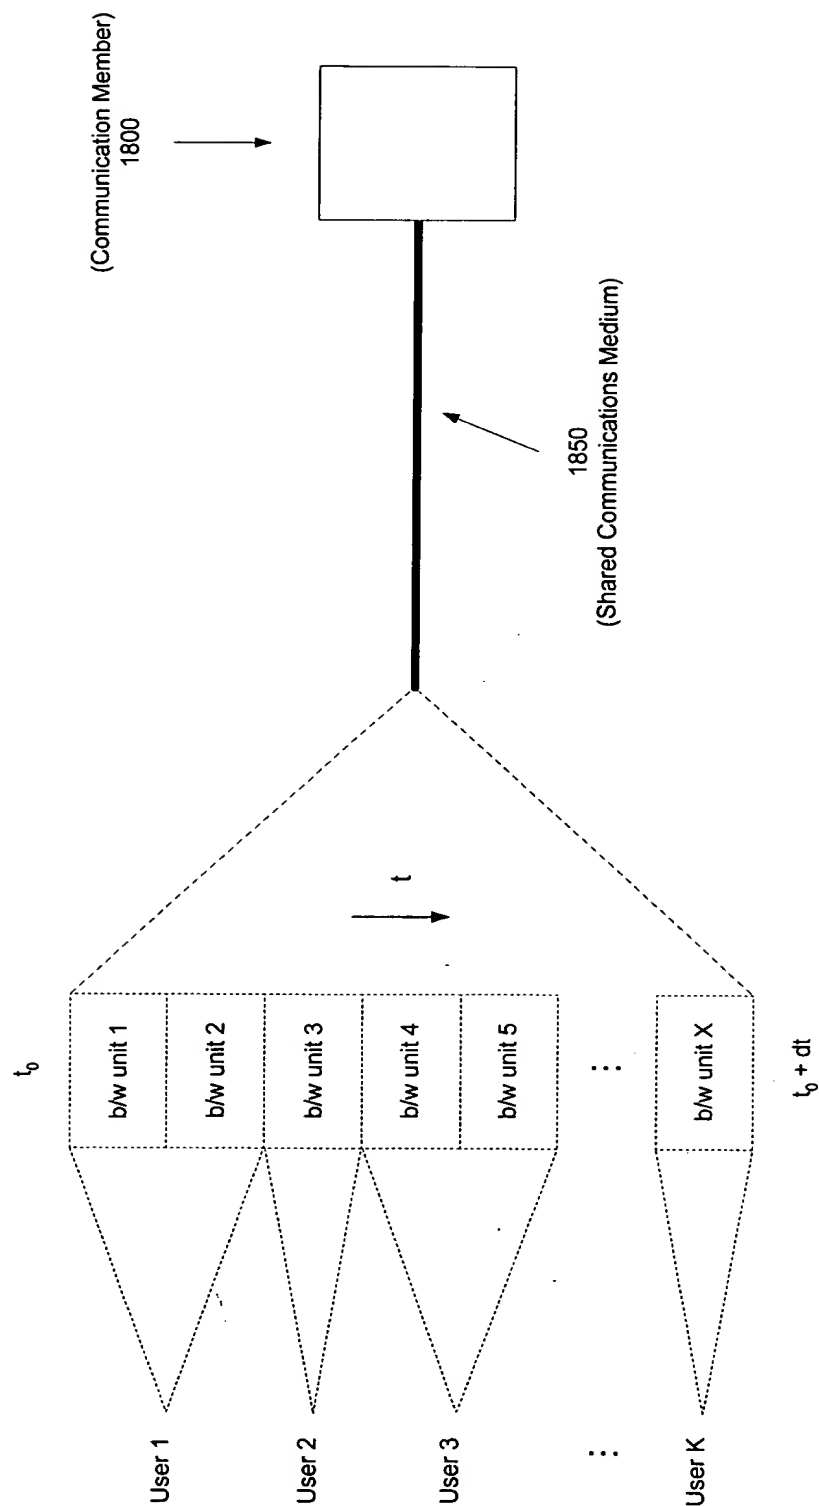 (Communication Member)
1800
1850
(Shared Communications Medium)
t
t₀
b/w unit 1
b/w unit 2
b/w unit 3
b/w unit 4
b/w unit 5
⋮
b/w unit X
t₀ + dt
User 1
User 2
User 3
⋮
User K